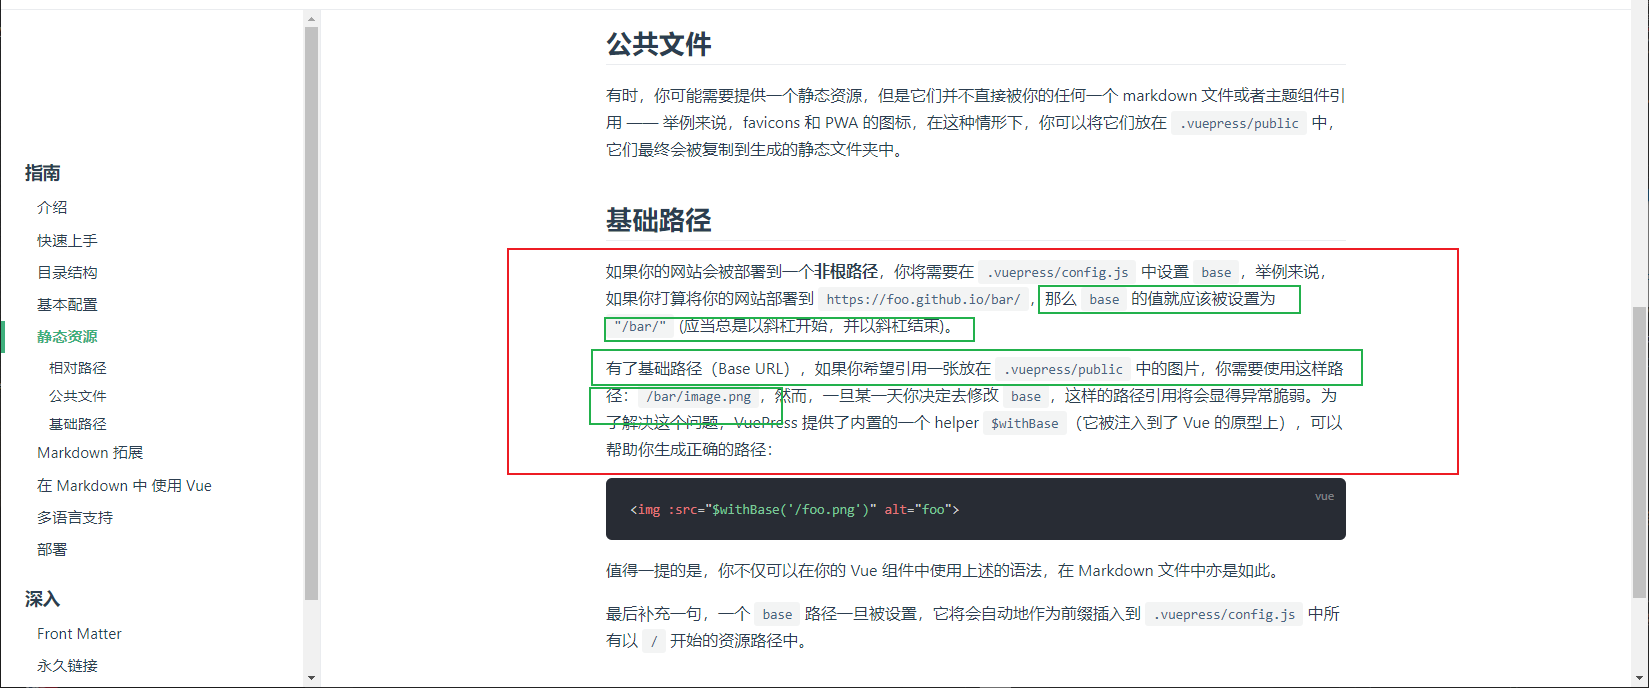 指南
介绍
快速上手
目录结构
基本配置
静态资源
相对路径
公共文件
基础路径
Markdown 拓展
在 Markdown 中 使用 Vue
多语言支持
部署
深入
Front Matter
永久链接
公共文件
有时，你可能需要提供一个静态资源，但是它们并不直接被你的任何一个 markdown 文件或者主题组件引
用 —— 举例来说，favicons 和 PWA 的图标，在这种情形下，你可以将它们放在 .vuepress/public 中，
它们最终会被复制到生成的静态文件夹中。
基础路径
如果你的网站会被部署到一个非根路径，你将需要在 .vuepress/config.js 中设置 base ，举例来说，
如果你打算将你的网站部署到 https://foo.github.io/bar/ ，那么 base 的值就应该被设置为
"/bar/" (应当总是以斜杠开始，并以斜杠结束)。
有了基础路径（Base URL），如果你希望引用一张放在 .vuepress/public 中的图片，你需要使用这样路
径： /bar/image.png ，然而，一旦某一天你决定去修改 base ，这样的路径引用将会显得异常脆弱。为
了解决这个问题，VuePress 提供了内置的一个 helper $withBase （它被注入到了 Vue 的原型上），可以
帮助你生成正确的路径：
vue
<img :src="$withBase('/foo.png')" alt="foo">
值得一提的是，你不仅可以在你的 Vue 组件中使用上述的语法，在 Markdown 文件中亦是如此。
最后补充一句，一个 base 路径一旦被设置，它将会自动地作为前缀插入到 .vuepress/config.js 中所
有以 / 开始的资源路径中。